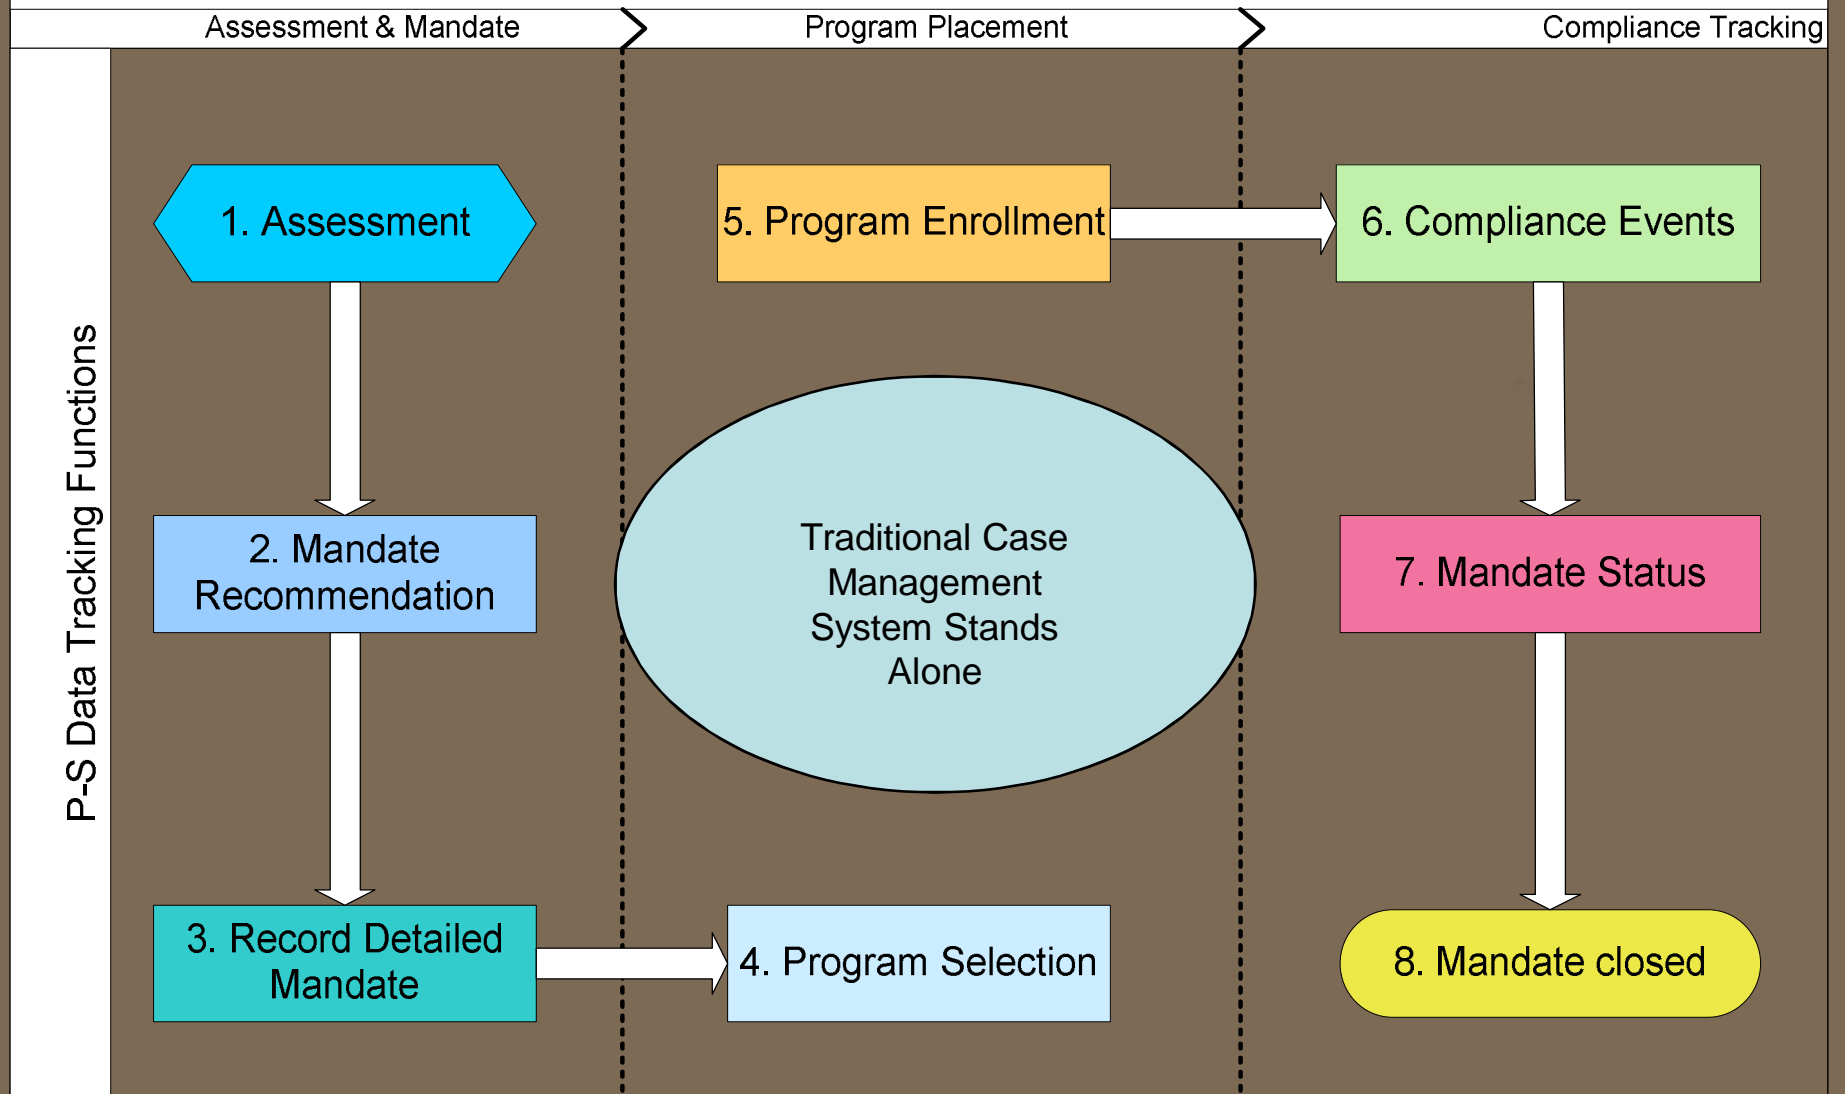 Assessment & Mandate
Program Placement
Compliance Tracking
P-S Data Tracking Functions
1. Assessment
2. Mandate
Recommendation
3. Record Detailed
Mandate
4. Program Selection
5. Program Enrollment
Traditional Case
Management
System Stands
Alone
6. Compliance Events
7. Mandate Status
8. Mandate closed